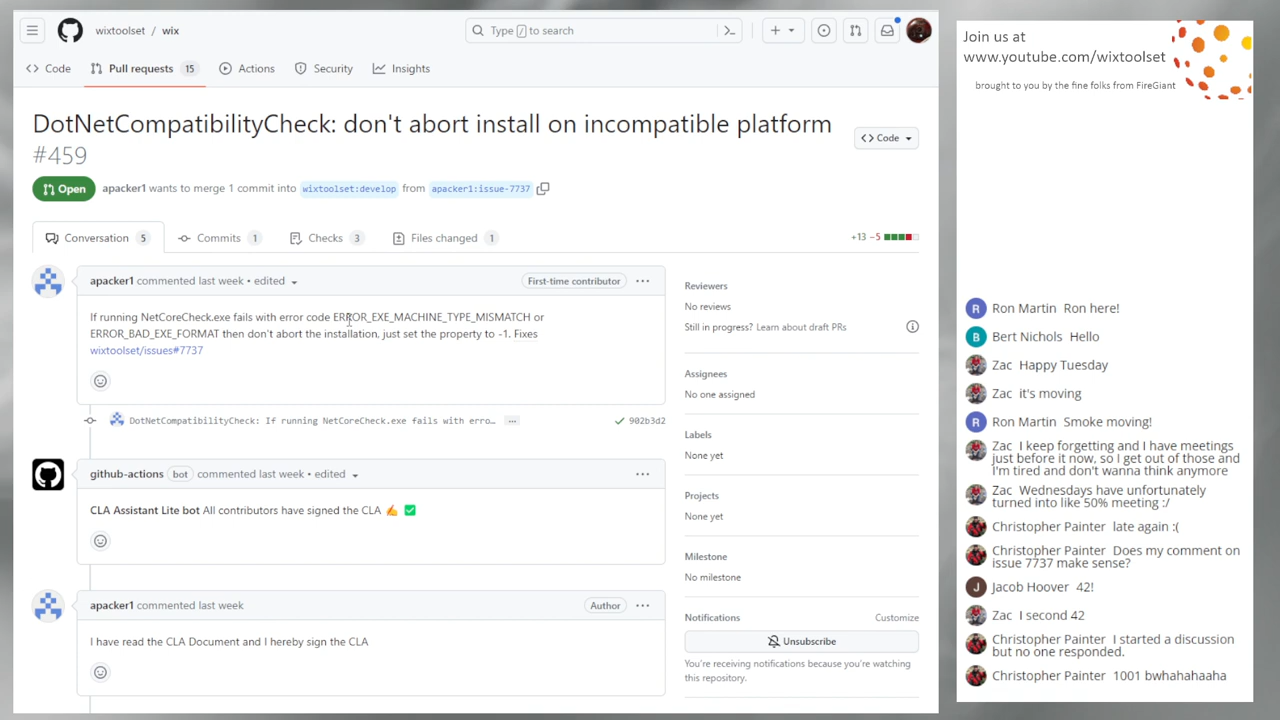 wixtoolset / wix
Type / to search
Code
Pull requests 15
Actions
Security
Insights
DotNetCompatibilityCheck: don't abort install on incompatible platform
#459
<> Code
Open
apacker1 wants to merge 1 commit into wixtoolset:develop from apacker1:issue-7737
Conversation 5
Commits 1
Checks 3
Files changed 1
+13 −5
apacker1 commented last week • edited
First-time contributor
If running NetCoreCheck.exe fails with error code ERROR_EXE_MACHINE_TYPE_MISMATCH or
ERROR_BAD_EXE_FORMAT then don't abort the installation, just set the property to -1. Fixes
wixtoolset/issues#7737
DotNetCompatibilityCheck: If running NetCoreCheck.exe fails with erro…
902b3d2
github-actions bot commented last week • edited
CLA Assistant Lite bot All contributors have signed the CLA ✍️ ✅
apacker1 commented last week
Author
I have read the CLA Document and I hereby sign the CLA
Reviewers
No reviews
Still in progress? Learn about draft PRs
Assignees
No one assigned
Labels
None yet
Projects
None yet
Milestone
No milestone
Notifications
Customize
Unsubscribe
You're receiving notifications because you're watching
this repository.
Join us at
www.youtube.com/wixtoolset
brought to you by the fine folks from FireGiant
R Ron Martin Ron here!
B Bert Nichols Hello
Zac Happy Tuesday
Zac it's moving
R Ron Martin Smoke moving!
Zac I keep forgetting and I have meetings
just before it now, so I get out of those and
I'm tired and don't wanna think anymore
Zac Wednesdays have unfortunately
turned into like 50% meeting :/
Christopher Painter late again :(
Christopher Painter Does my comment on
issue 7737 make sense?
J Jacob Hoover 42!
Zac I second 42
Christopher Painter I started a discussion
but no one responded.
Christopher Painter 1001 bwhahahaaha